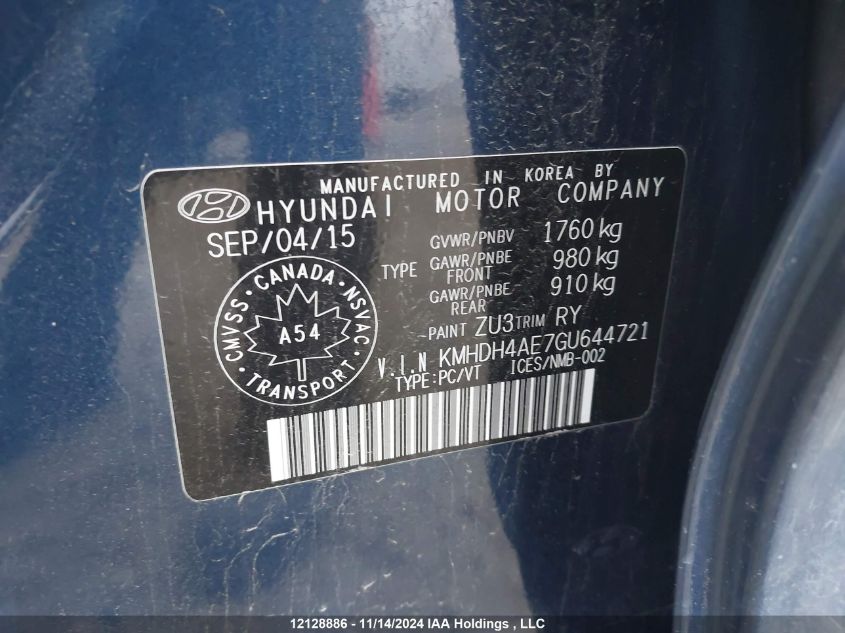 MANUFACTURED IN KOREA BY
HYUNDAI MOTOR COMPANY
SEP/04/15
GVWR/PNBV 1760 kg
TYPE GAWR/PNBE FRONT 980 kg
GAWR/PNBE REAR 910 kg
CMVSS · CANADA · NSVAC
A54
· TRANSPORT ·
PAINT ZU3 TRIM RY
V.I.N KMHDH4AE7GU644721
TYPE:PC/VT ICES/NMB-002
12128886 - 11/14/2024 IAA Holdings , LLC